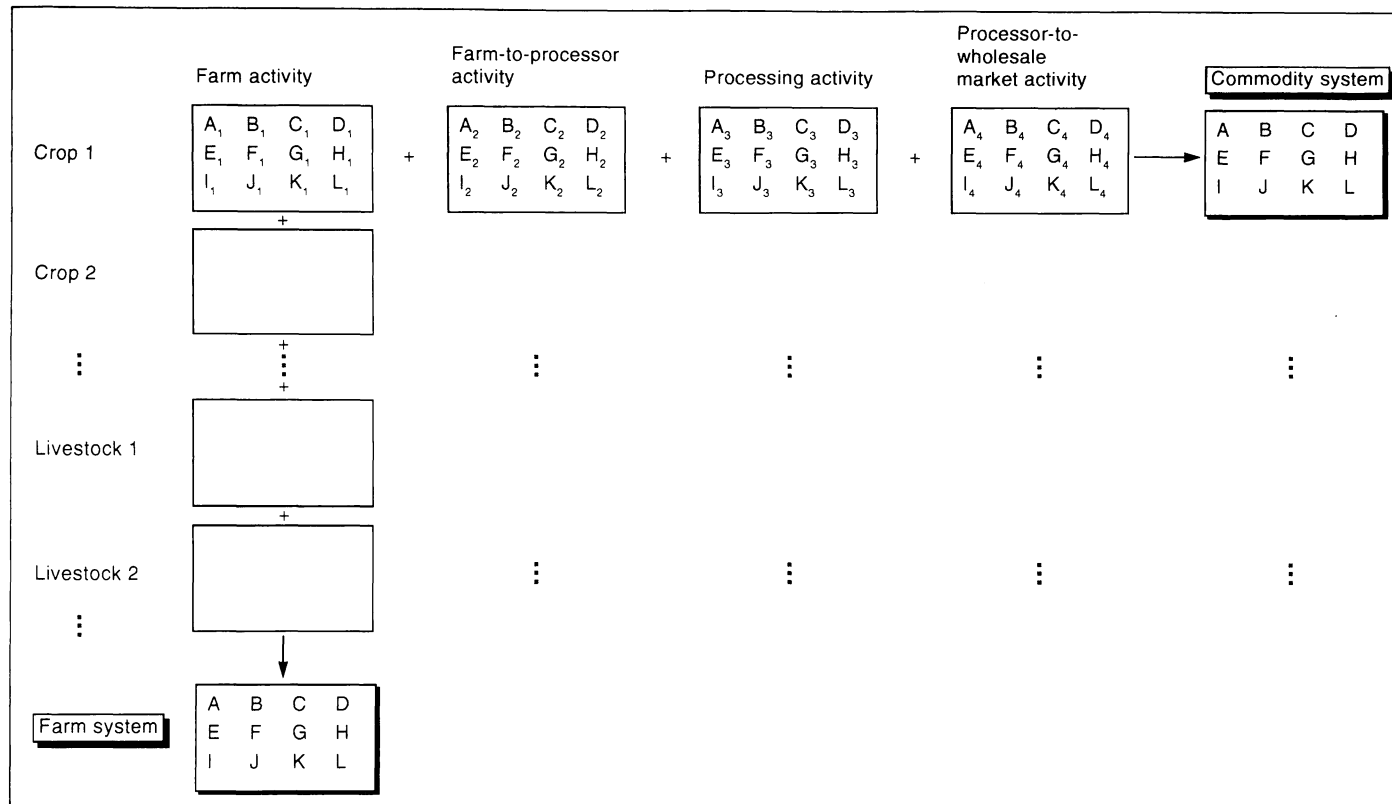 Farm activity
Farm-to-processor
activity
Processing activity
Processor-to-
wholesale
market activity
Commodity system
Crop 1
A₁ B₁ C₁ D₁
E₁ F₁ G₁ H₁
I₁ J₁ K₁ L₁
+
A₂ B₂ C₂ D₂
E₂ F₂ G₂ H₂
I₂ J₂ K₂ L₂
+
A₃ B₃ C₃ D₃
E₃ F₃ G₃ H₃
I₃ J₃ K₃ L₃
+
A₄ B₄ C₄ D₄
E₄ F₄ G₄ H₄
I₄ J₄ K₄ L₄
A B C D
E F G H
I J K L
+
Crop 2
+
+
Livestock 1
+
Livestock 2
Farm system
A B C D
E F G H
I J K L